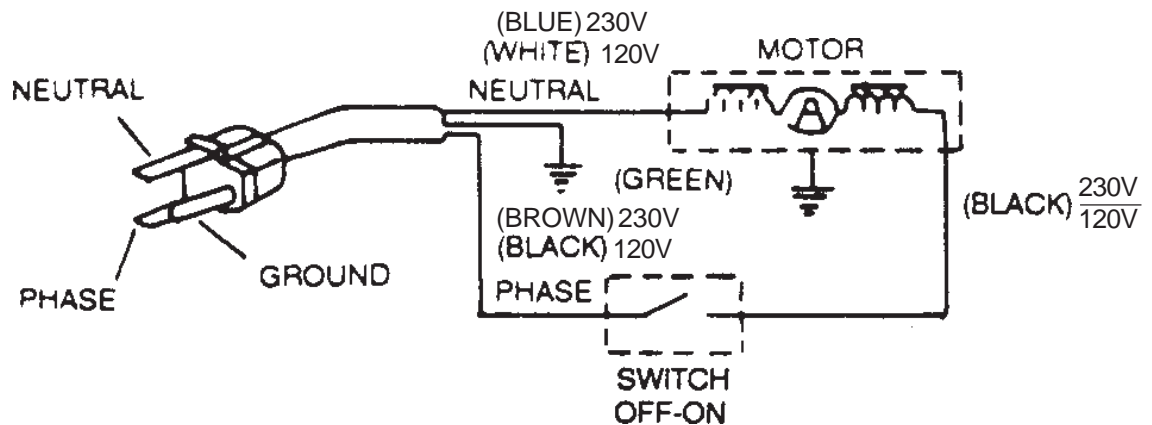 (BLUE) 230V
(WHITE) 120V
MOTOR
NEUTRAL
NEUTRAL
(GREEN)
(BLACK) 230V
120V
(BROWN) 230V
(BLACK) 120V
GROUND
PHASE
PHASE
SWITCH
OFF-ON